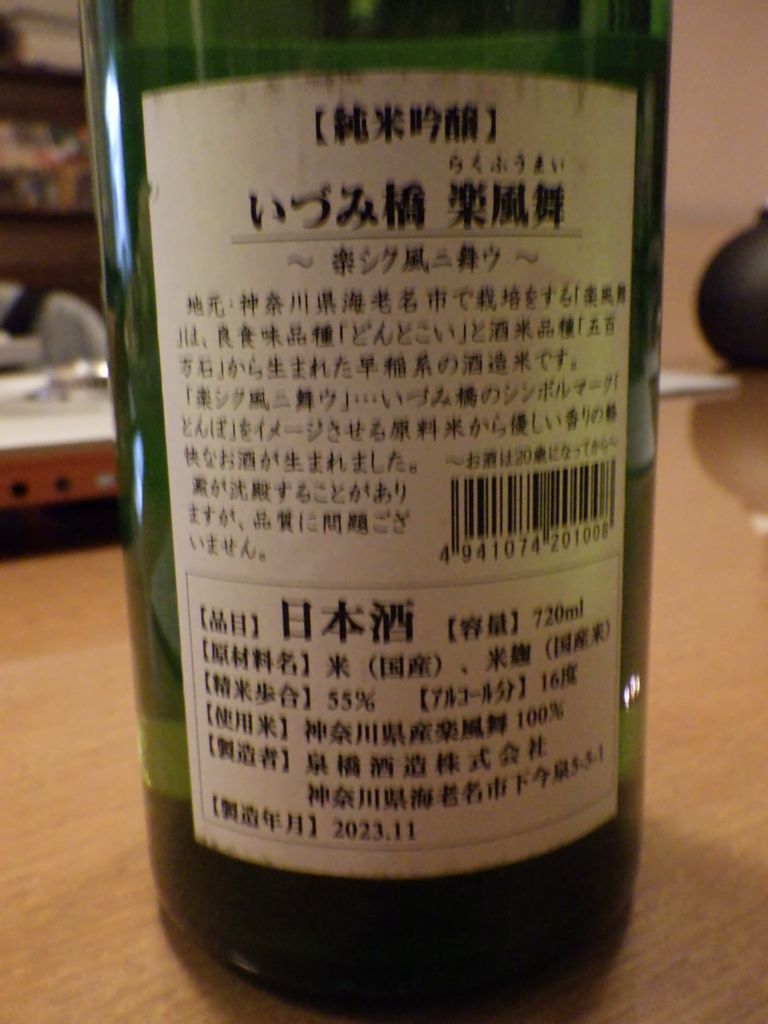 【純米吟醸】
らくふうまい
いづみ橋 楽風舞
～ 楽シク風ニ舞ウ ～
地元・神奈川県海老名市で栽培をする「楽風舞
」は、良食味品種「どんとこい」と酒米品種「五百
万石」から生まれた早稲系の酒造米です。
「楽シク風ニ舞ウ」…いづみ橋のシンボルマーク「
とんぼ」をイメージさせる原料米から優しい香りの軽
快なお酒が生まれました。
～お酒は20歳になってから～
澱が沈殿することがあり
ますが、品質に問題ござ
いません。
4 941074 201008
【品目】日本酒 【容量】720ml
【原材料名】米（国産）、米麹（国産米）
【精米歩合】55% 【アルコール分】16度
【使用米】神奈川県産楽風舞 100%
【製造者】泉橋酒造株式会社
神奈川県海老名市下今泉5-5-1
【製造年月】2023.11